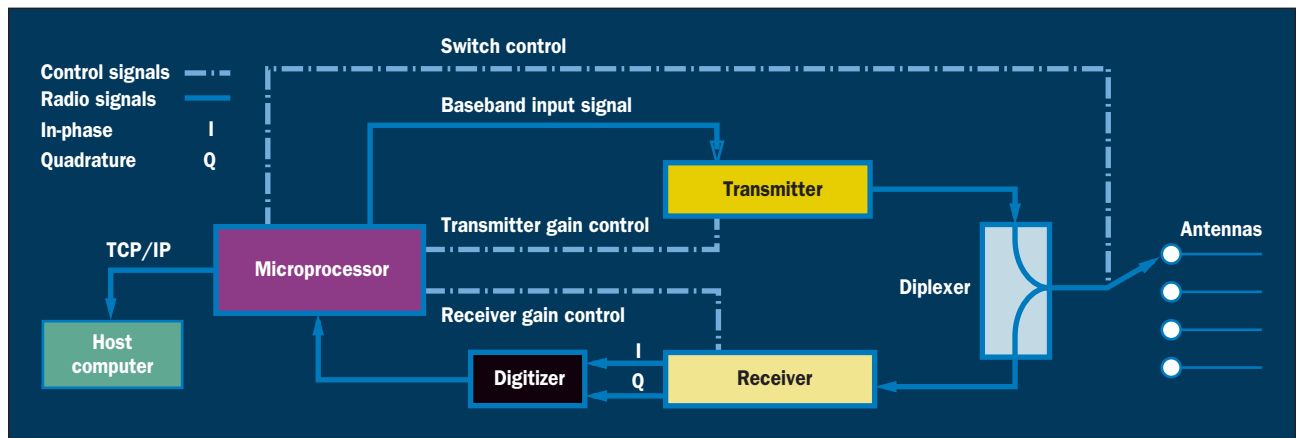 Switch control
Control signals
Radio signals
In-phase I
Quadrature Q
Baseband input signal
Transmitter
Transmitter gain control
Antennas
TCP/IP
Microprocessor
Diplexer
Receiver gain control
Host
computer
Digitizer
I
Q
Receiver